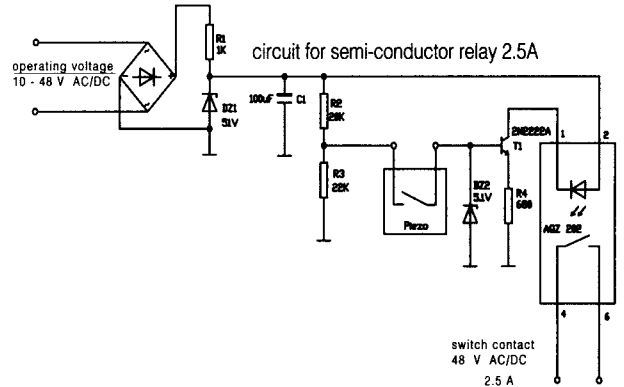 circuit for semi-conductor relay 2.5A
operating voltage
10 - 48 V AC/DC
R1
1K
DZ1
51V
100uF C1
R2
20K
R3
22K
Piezo
DZ2
5.1V
2N2222A
T1
R4
680
1
2
AQZ 202
4
6
switch contact
48 V AC/DC
2.5 A